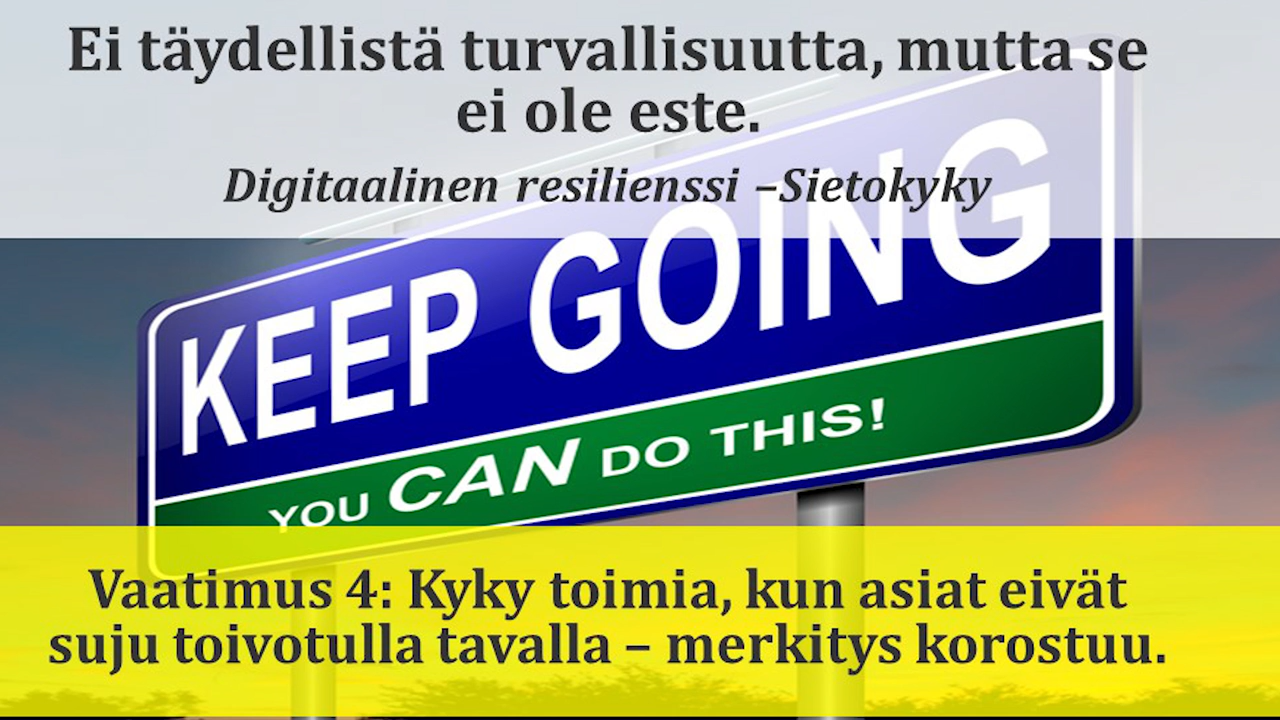 Ei täydellistä turvallisuutta, mutta se
ei ole este.
Digitaalinen resilienssi –Sietokyky
KEEP GOING
YOU CAN DO THIS!
Vaatimus 4: Kyky toimia, kun asiat eivät
suju toivotulla tavalla – merkitys korostuu.